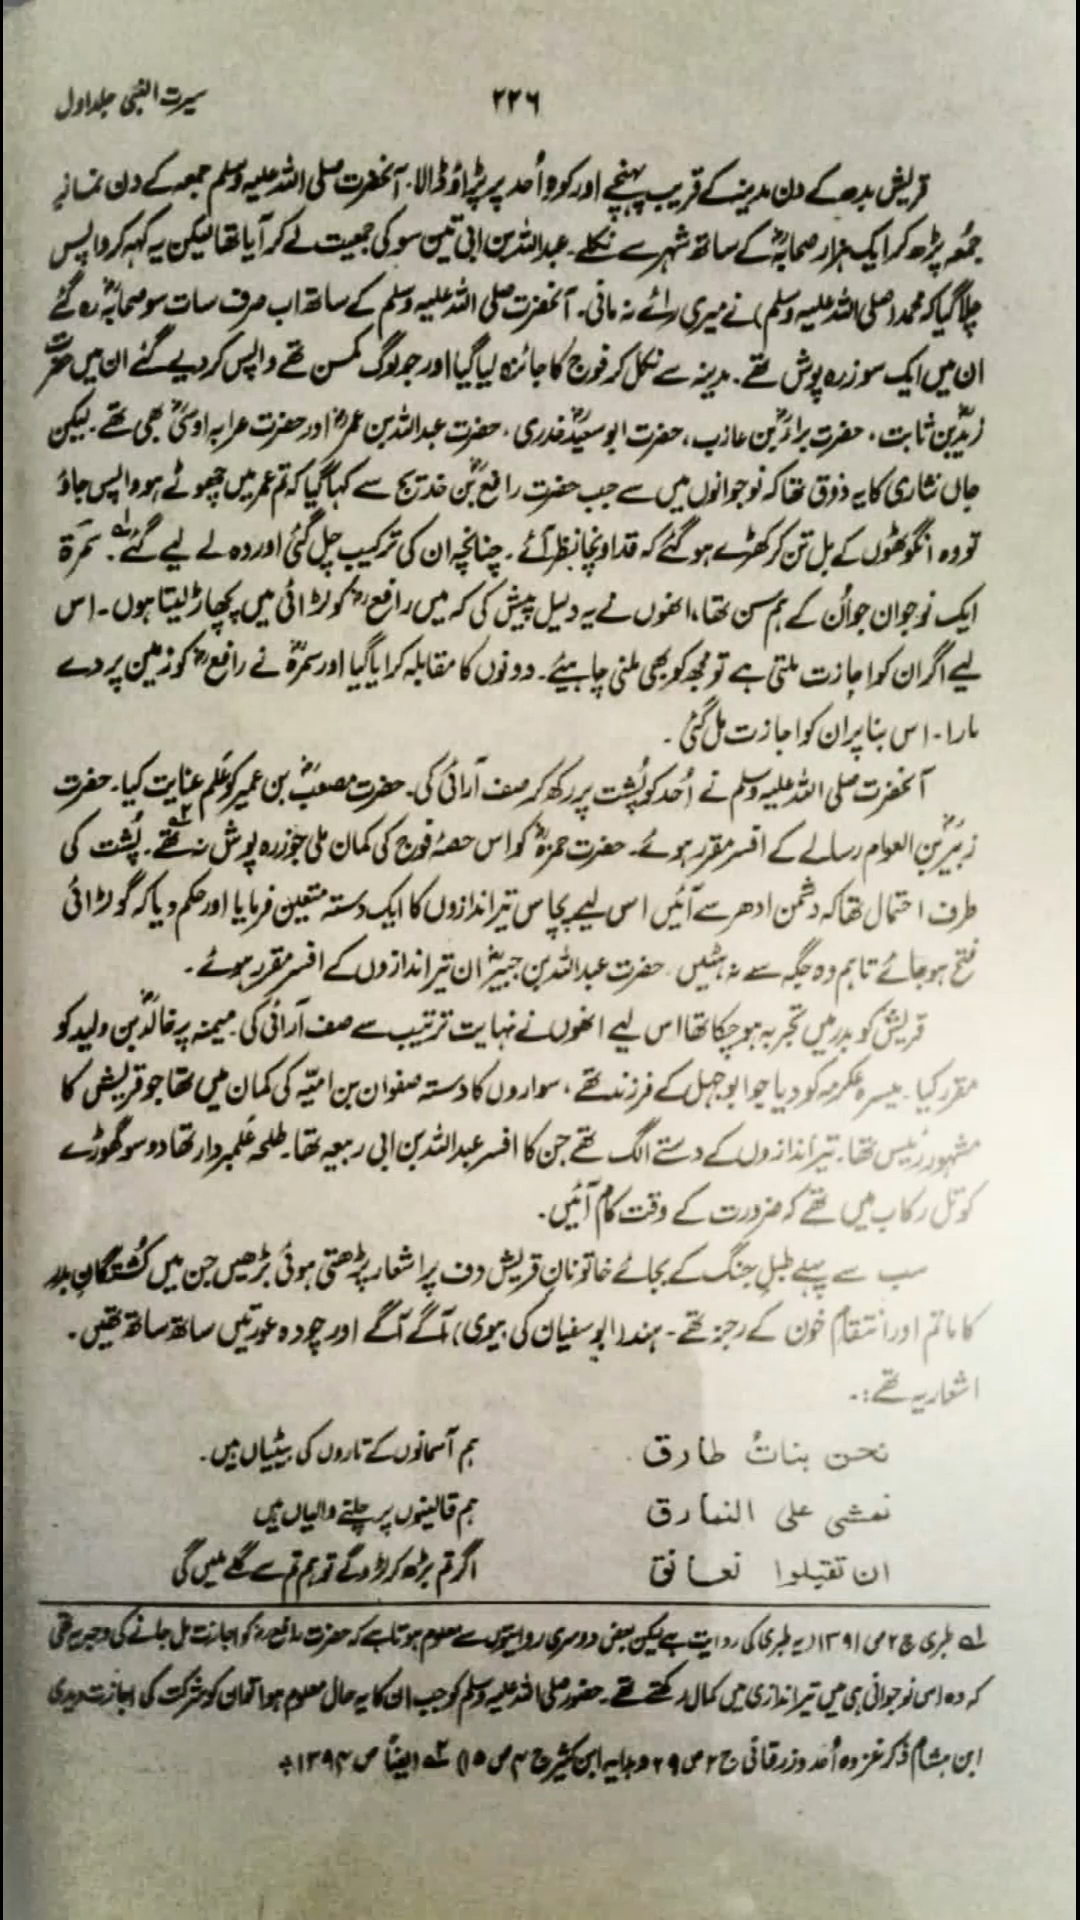 سیرت النبی جلد اول
۲۲۶
قریش بدھ کے دن مدینہ کے قریب پہنچے اور کوہِ اُحد پر پڑاؤ ڈالا۔ آنحضرت صلی اللہ علیہ وسلم جمعہ کے دن نمازِ
جمعہ پڑھ کر ایک ہزار صحابہؓ کے ساتھ شہر سے نکلے۔ عبداللہ بن ابی تین سو کی جمعیت لے کر آیا تھا لیکن یہ کہہ کر واپس
چلا گیا کہ محمد (صلی اللہ علیہ وسلم) نے میری رائے نہ مانی۔ آنحضرت صلی اللہ علیہ وسلم کے ساتھ اب صرف سات سو صحابہؓ رہ گئے
ان میں ایک سو زرہ پوش تھے۔ مدینہ سے نکل کر فوج کا جائزہ لیا گیا اور جو لوگ کمسن تھے واپس کر دیے گئے ان میں حضرت
زیدؓ بن ثابت، حضرت براءؓ بن عازب، حضرت ابو سعیدؓ خدری، حضرت عبداللہ بن عمرؓ اور حضرت عرابہ اوسیؓ بھی تھے۔ لیکن
جاں نثاری کا یہ ذوق تھا کہ نوجوانوں میں سے جب حضرت رافعؓ بن خدیج سے کہا گیا کہ تم عمر میں چھوٹے ہو واپس جاؤ
تو وہ انگوٹھوں کے بل تن کر کھڑے ہو گئے کہ قد اونچا نظر آئے۔ چنانچہ ان کی ترکیب چل گئی اور وہ لے لیے گئے۱ے۔ سمرۃ
ایک نوجوان جو اُن کے ہم سن تھا، انھوں نے یہ دلیل پیش کی کہ میں رافعؓ کو لڑائی میں پچھاڑ لیتا ہوں۔ اس
لیے اگر ان کو اجازت ملتی ہے تو مجھ کو بھی ملنی چاہیئے۔ دونوں کا مقابلہ کرایا گیا اور سمرۃؓ نے رافعؓ کو زمین پر دے
مارا۔ اس بنا پر ان کو اجازت مل گئی۔
آنحضرت صلی اللہ علیہ وسلم نے اُحد کو پُشت پر رکھ کر صف آرائی کی۔ حضرت مصعبؓ بن عمیر کو عَلم عنایت کیا۔ حضرت
زبیرؓ بن العوام رسالے کے افسر مقرر ہوئے۔ حضرت حمزہؓ کو اس حصۂ فوج کی کمان ملی جو زرہ پوش نہ تھے۲ے۔ پُشت کی
طرف احتمال تھا کہ دشمن ادھر سے آئیں اس لیے پچاس تیر اندازوں کا ایک دستہ متعین فرمایا اور حکم دیا کہ گو لڑائی
فتح ہو جائے تاہم وہ جگہ سے نہ ہٹیں۔ حضرت عبداللہ بن جبیرؓ ان تیر اندازوں کے افسر مقرر ہوئے۔
قریش کو بدر میں تجربہ ہو چکا تھا اس لیے انھوں نے نہایت ترتیب سے صف آرائی کی۔ میمنہ پر خالدؓ بن ولید کو
مقرر کیا۔ میسرہ عکرمہ کو دیا جو ابو جہل کے فرزند تھے، سواروں کا دستہ صفوان بن امیّہ کی کمان میں تھا جو قریش کا
مشہور رئیس تھا۔ تیر اندازوں کے دستے الگ تھے جن کا افسر عبداللہ بن ابی ربیعہ تھا۔ طلحہ عَلمبردار تھا دو سو گھوڑے
کوتل رکاب میں تھے کہ ضرورت کے وقت کام آئیں۔
سب سے پہلے طبلِ جنگ کے بجائے خاتونانِ قریش دف پر اشعار پڑھتی ہوئی بڑھیں جن میں کشتگانِ بدر
کا ماتم اور انتقامِ خون کے رجز تھے۔ ہند (ابو سفیان کی بیوی) آگے آگے اور چودہ عورتیں ساتھ ساتھ تھیں۔
اشعار یہ تھے:۔
نحن بناتُ طارق ہم آسمانوں کے تاروں کی بیٹیاں ہیں۔
نمشی علی النمارق ہم قالینوں پر چلنے والیاں ہیں
ان تقبلوا نعانق اگر تم بڑھ کر لڑو گے تو ہم تم سے گلے ملیں گی
۱ے طبری ج ۲ ص ۱۳۹۱ (یہ طبری کی روایت ہے لیکن بعض دوسری روایتوں سے معلوم ہوتا ہے کہ حضرت رافعؓ کو اجازت مل جانے کی وجہ یہ تھی
کہ وہ اس نوجوانی ہی میں تیر اندازی میں کمال رکھتے تھے۔ حضور صلی اللہ علیہ وسلم کو جب ان کا یہ حال معلوم ہوا تو ان کو شرکت کی اجازت دیدی
ابن ہشام ذکر غزوہ اُحد و زرقانی ج ۲ ص ۲۹ و بدایہ ابن کثیر ج ۴ ص ۱۵) ۲ے ایضاً ص ۱۳۹۴